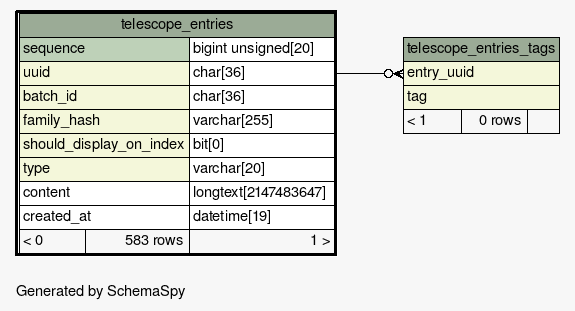 telescope_entries
sequence bigint unsigned[20]
uuid char[36]
batch_id char[36]
family_hash varchar[255]
should_display_on_index bit[0]
type varchar[20]
content longtext[2147483647]
created_at datetime[19]
< 0 583 rows 1 >
telescope_entries_tags
entry_uuid
tag
< 1 0 rows
Generated by SchemaSpy